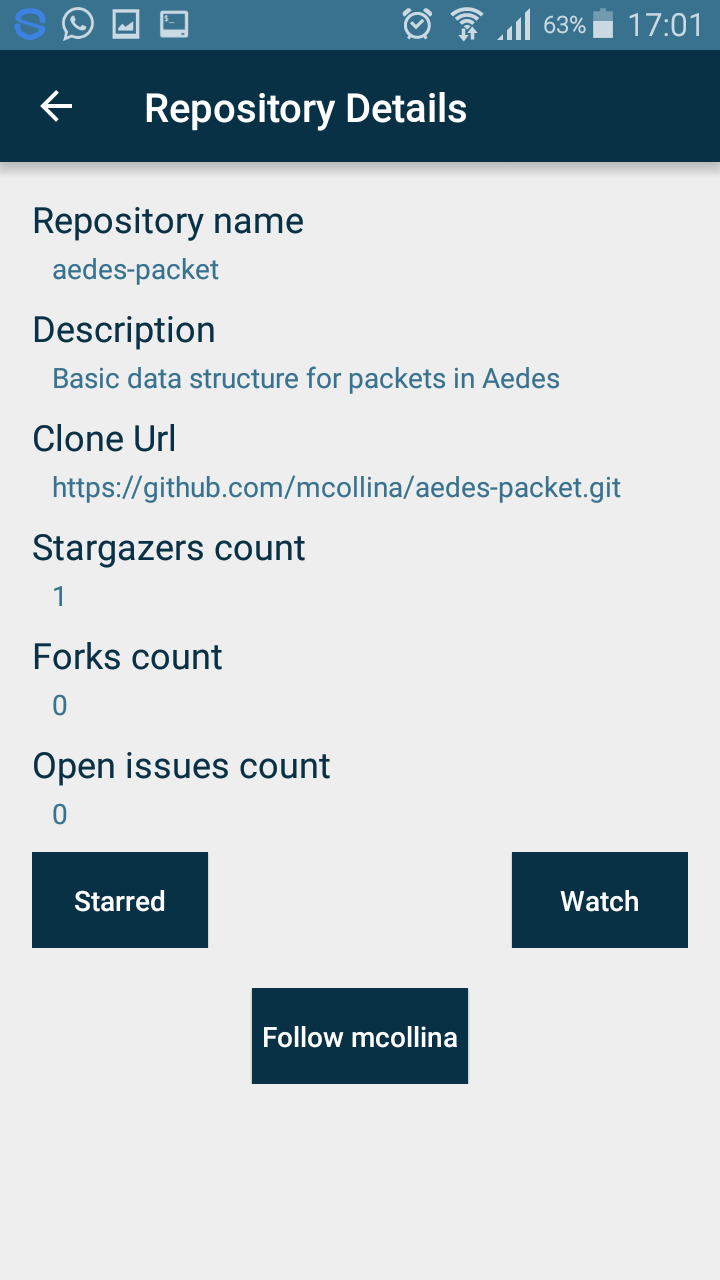 63% 17:01
Repository Details
Repository name
aedes-packet
Description
Basic data structure for packets in Aedes
Clone Url
https://github.com/mcollina/aedes-packet.git
Stargazers count
1
Forks count
0
Open issues count
0
Starred Watch
Follow mcollina